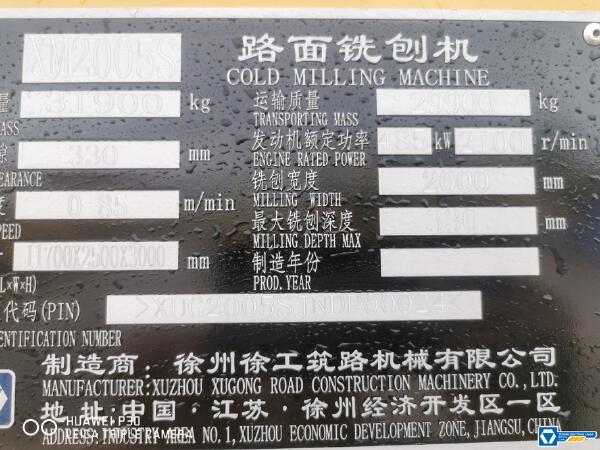 XM2005S 路面铣刨机
COLD MILLING MACHINE
量 31900 kg 运输质量 29900 kg
MASS TRANSPORTING MASS
隙 330 mm 发动机额定功率 485 kW 2100 r/min
EARANCE ENGINE RATED POWER
度 0-85 m/min 铣刨宽度 2000 mm
SPEED MILLING WIDTH
11700X2500X3000 最大铣刨深度 330 mm
L×W×H) MILLING DEPTH MAX
制造年份
PROD.YEAR
代码(PIN)
ENTIFICATION NUMBER
制造商:徐州徐工筑路机械有限公司
MANUFACTURER:XUZHOU XUGONG ROAD CONSTRUCTION MACHINERY CO.,LTD.
地 址:中国·江苏·徐州经济开发区一区
ADDRESS:INDUSTRY AREA NO.1,XUZHOU ECONOMIC DEVELOPMENT ZONE,JIANGSU,CHINA
HUAWEI P30
LEICA TRIPLE CAMERA